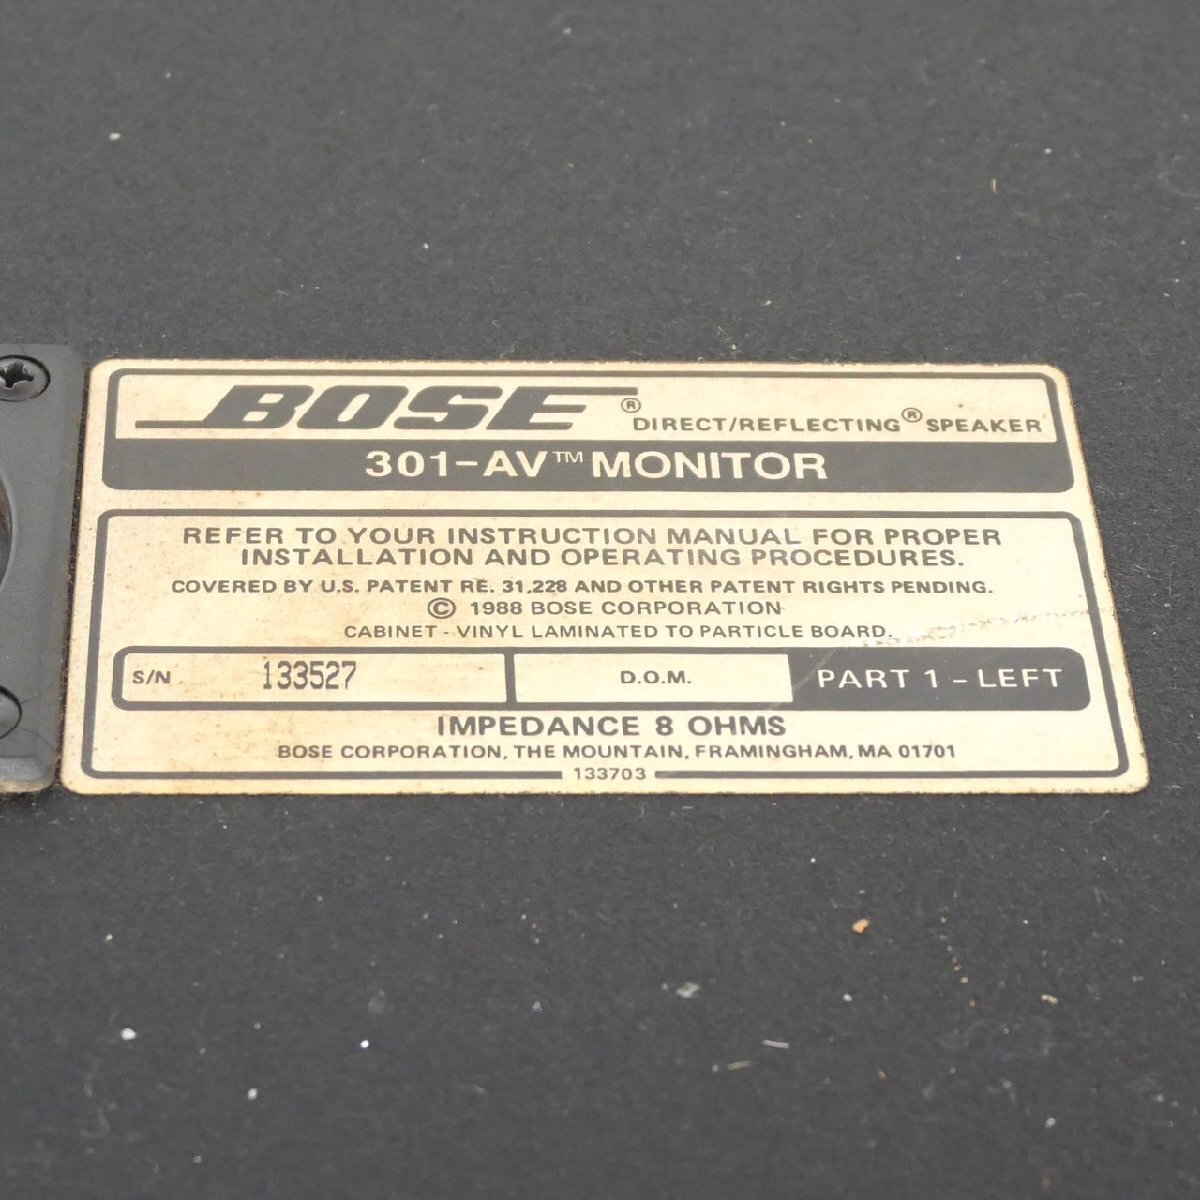 BOSE® DIRECT/REFLECTING® SPEAKER
301-AV™ MONITOR
REFER TO YOUR INSTRUCTION MANUAL FOR PROPER
INSTALLATION AND OPERATING PROCEDURES.
COVERED BY U.S. PATENT RE. 31,228 AND OTHER PATENT RIGHTS PENDING.
© 1988 BOSE CORPORATION
CABINET - VINYL LAMINATED TO PARTICLE BOARD.
S/N 133527 D.O.M. PART 1 - LEFT
IMPEDANCE 8 OHMS
BOSE CORPORATION, THE MOUNTAIN, FRAMINGHAM, MA 01701
133703